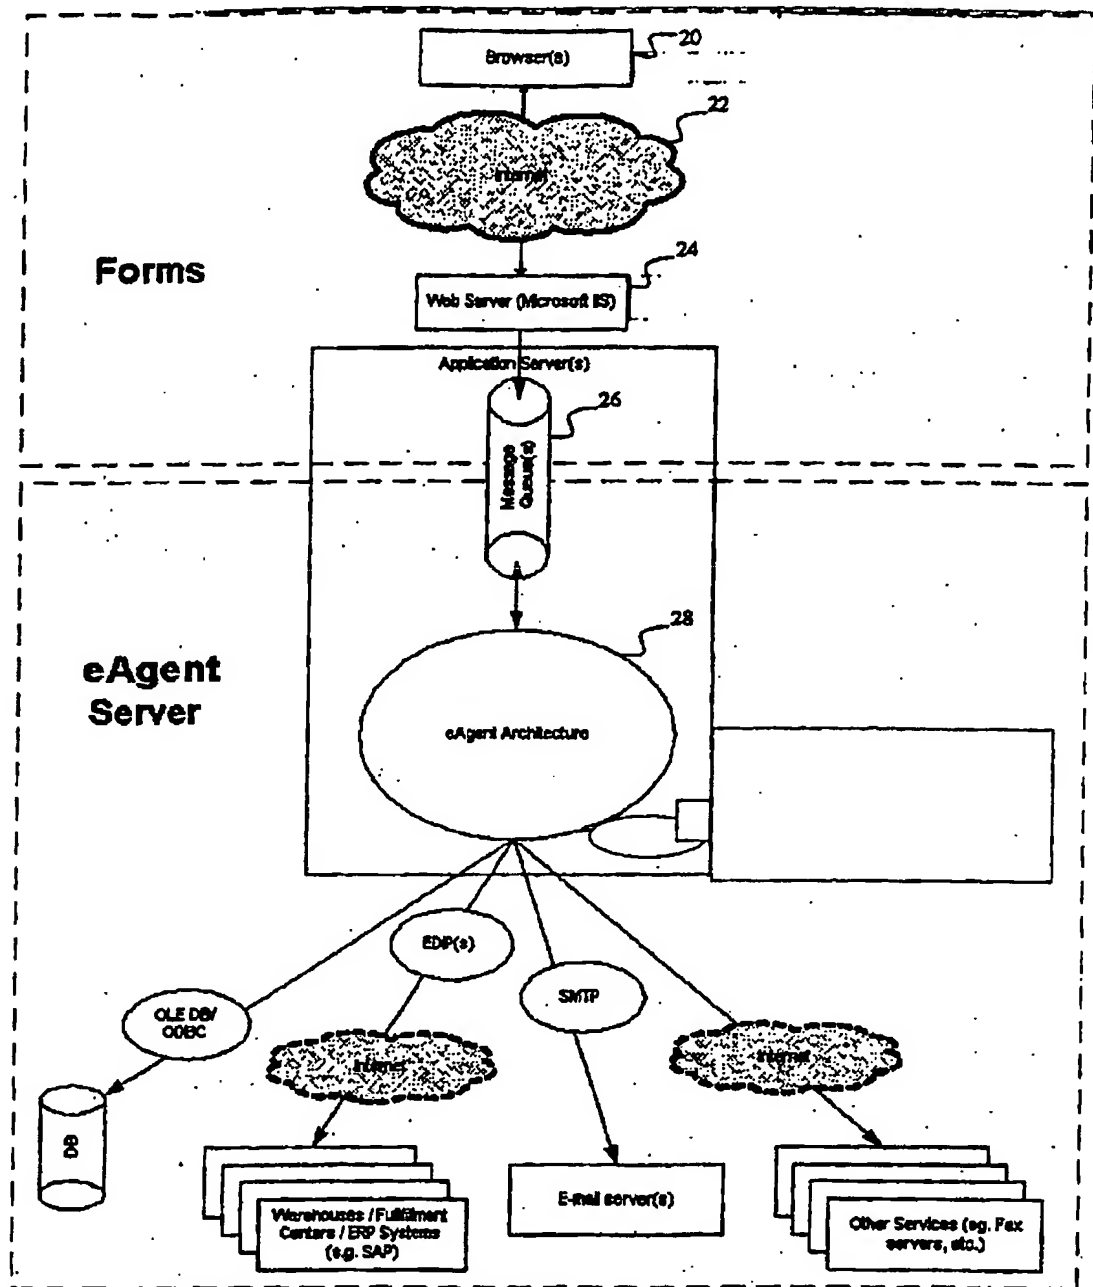 20
Browser(s)
22
Internet
24
Forms
Web Server (Microsoft IIS)
Application Server(s)
26
Message
Queue(s)
28
eAgent
Server
eAgent Architecture
EDIP(s)
SMTP
OLE DB/
ODBC
Internet
Internet
DB
Warehouses / Fulfillment
Centers / ERP Systems
(e.g. SAP)
E-mail server(s)
Other Services (eg. Fax
servers, etc.)